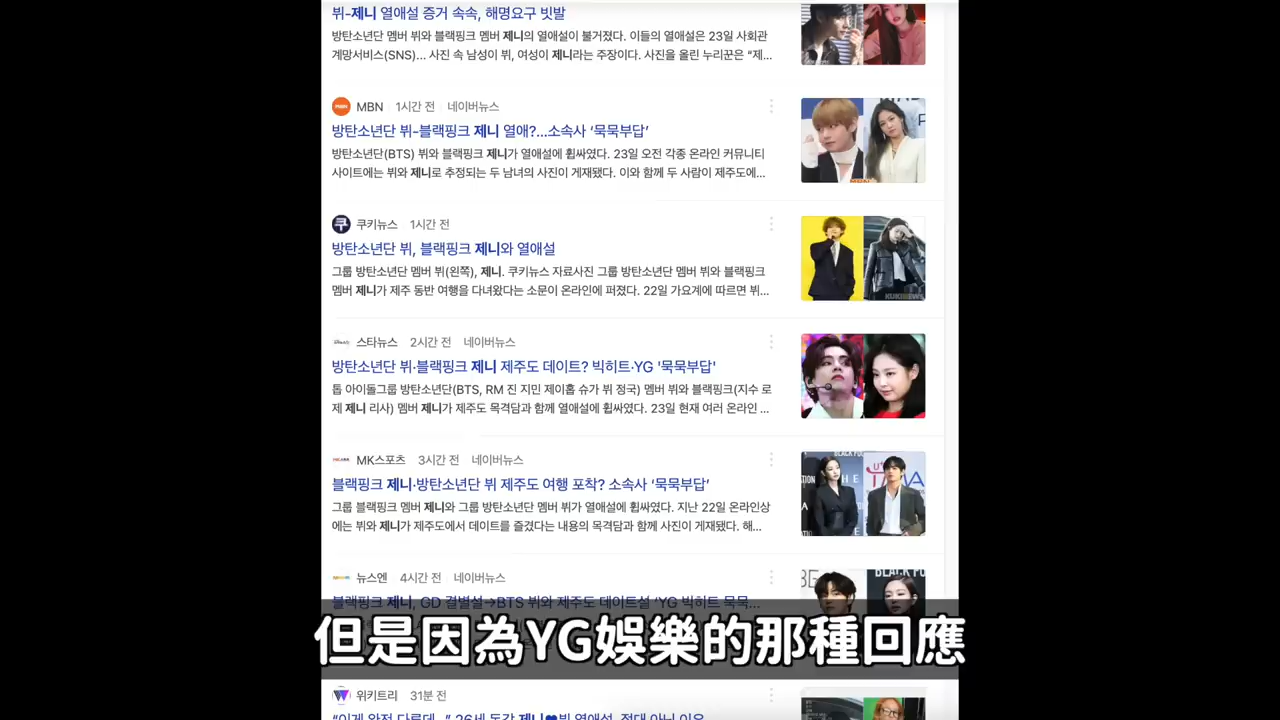 뷔-제니 열애설 증거 속속, 해명요구 빗발
방탄소년단 멤버 뷔와 블랙핑크 멤버 제니의 열애설이 불거졌다. 이들의 열애설은 23일 사회관
계망서비스(SNS)... 사진 속 남성이 뷔, 여성이 제니라는 주장이다. 사진을 올린 누리꾼은 “제...
MBN 1시간 전 네이버뉴스
방탄소년단 뷔-블랙핑크 제니 열애?...소속사 ‘묵묵부답’
방탄소년단(BTS) 뷔와 블랙핑크 제니가 열애설에 휩싸였다. 23일 오전 각종 온라인 커뮤니티
사이트에는 뷔와 제니로 추정되는 두 남녀의 사진이 게재됐다. 이와 함께 두 사람이 제주도에...
쿠키뉴스 1시간 전
방탄소년단 뷔, 블랙핑크 제니와 열애설
그룹 방탄소년단 멤버 뷔(왼쪽), 제니. 쿠키뉴스 자료사진 그룹 방탄소년단 멤버 뷔와 블랙핑크
멤버 제니가 제주 동반 여행을 다녀왔다는 소문이 온라인에 퍼졌다. 22일 가요계에 따르면 뷔...
KUKINEWS
스타뉴스 2시간 전 네이버뉴스
방탄소년단 뷔·블랙핑크 제니 제주도 데이트? 빅히트·YG '묵묵부답'
톱 아이돌그룹 방탄소년단(BTS, RM 진 지민 제이홉 슈가 뷔 정국) 멤버 뷔와 블랙핑크(지수 로
제 제니 리사) 멤버 제니가 제주도 목격담과 함께 열애설에 휩싸였다. 23일 현재 여러 온라인 ...
MK스포츠 3시간 전 네이버뉴스
블랙핑크 제니·방탄소년단 뷔 제주도 여행 포착? 소속사 ‘묵묵부답’
그룹 블랙핑크 멤버 제니와 그룹 방탄소년단 멤버 뷔가 열애설에 휩싸였다. 지난 22일 온라인상
에는 뷔와 제니가 제주도에서 데이트를 즐겼다는 내용의 목격담과 함께 사진이 게재됐다. 해...
뉴스엔 4시간 전 네이버뉴스
블랙핑크 제니, GD 결별설→BTS 뷔와 제주도 데이트설 ‘YG 빅히트 묵묵...
但是因為YG娛樂的那種回應
위키트리 31분 전